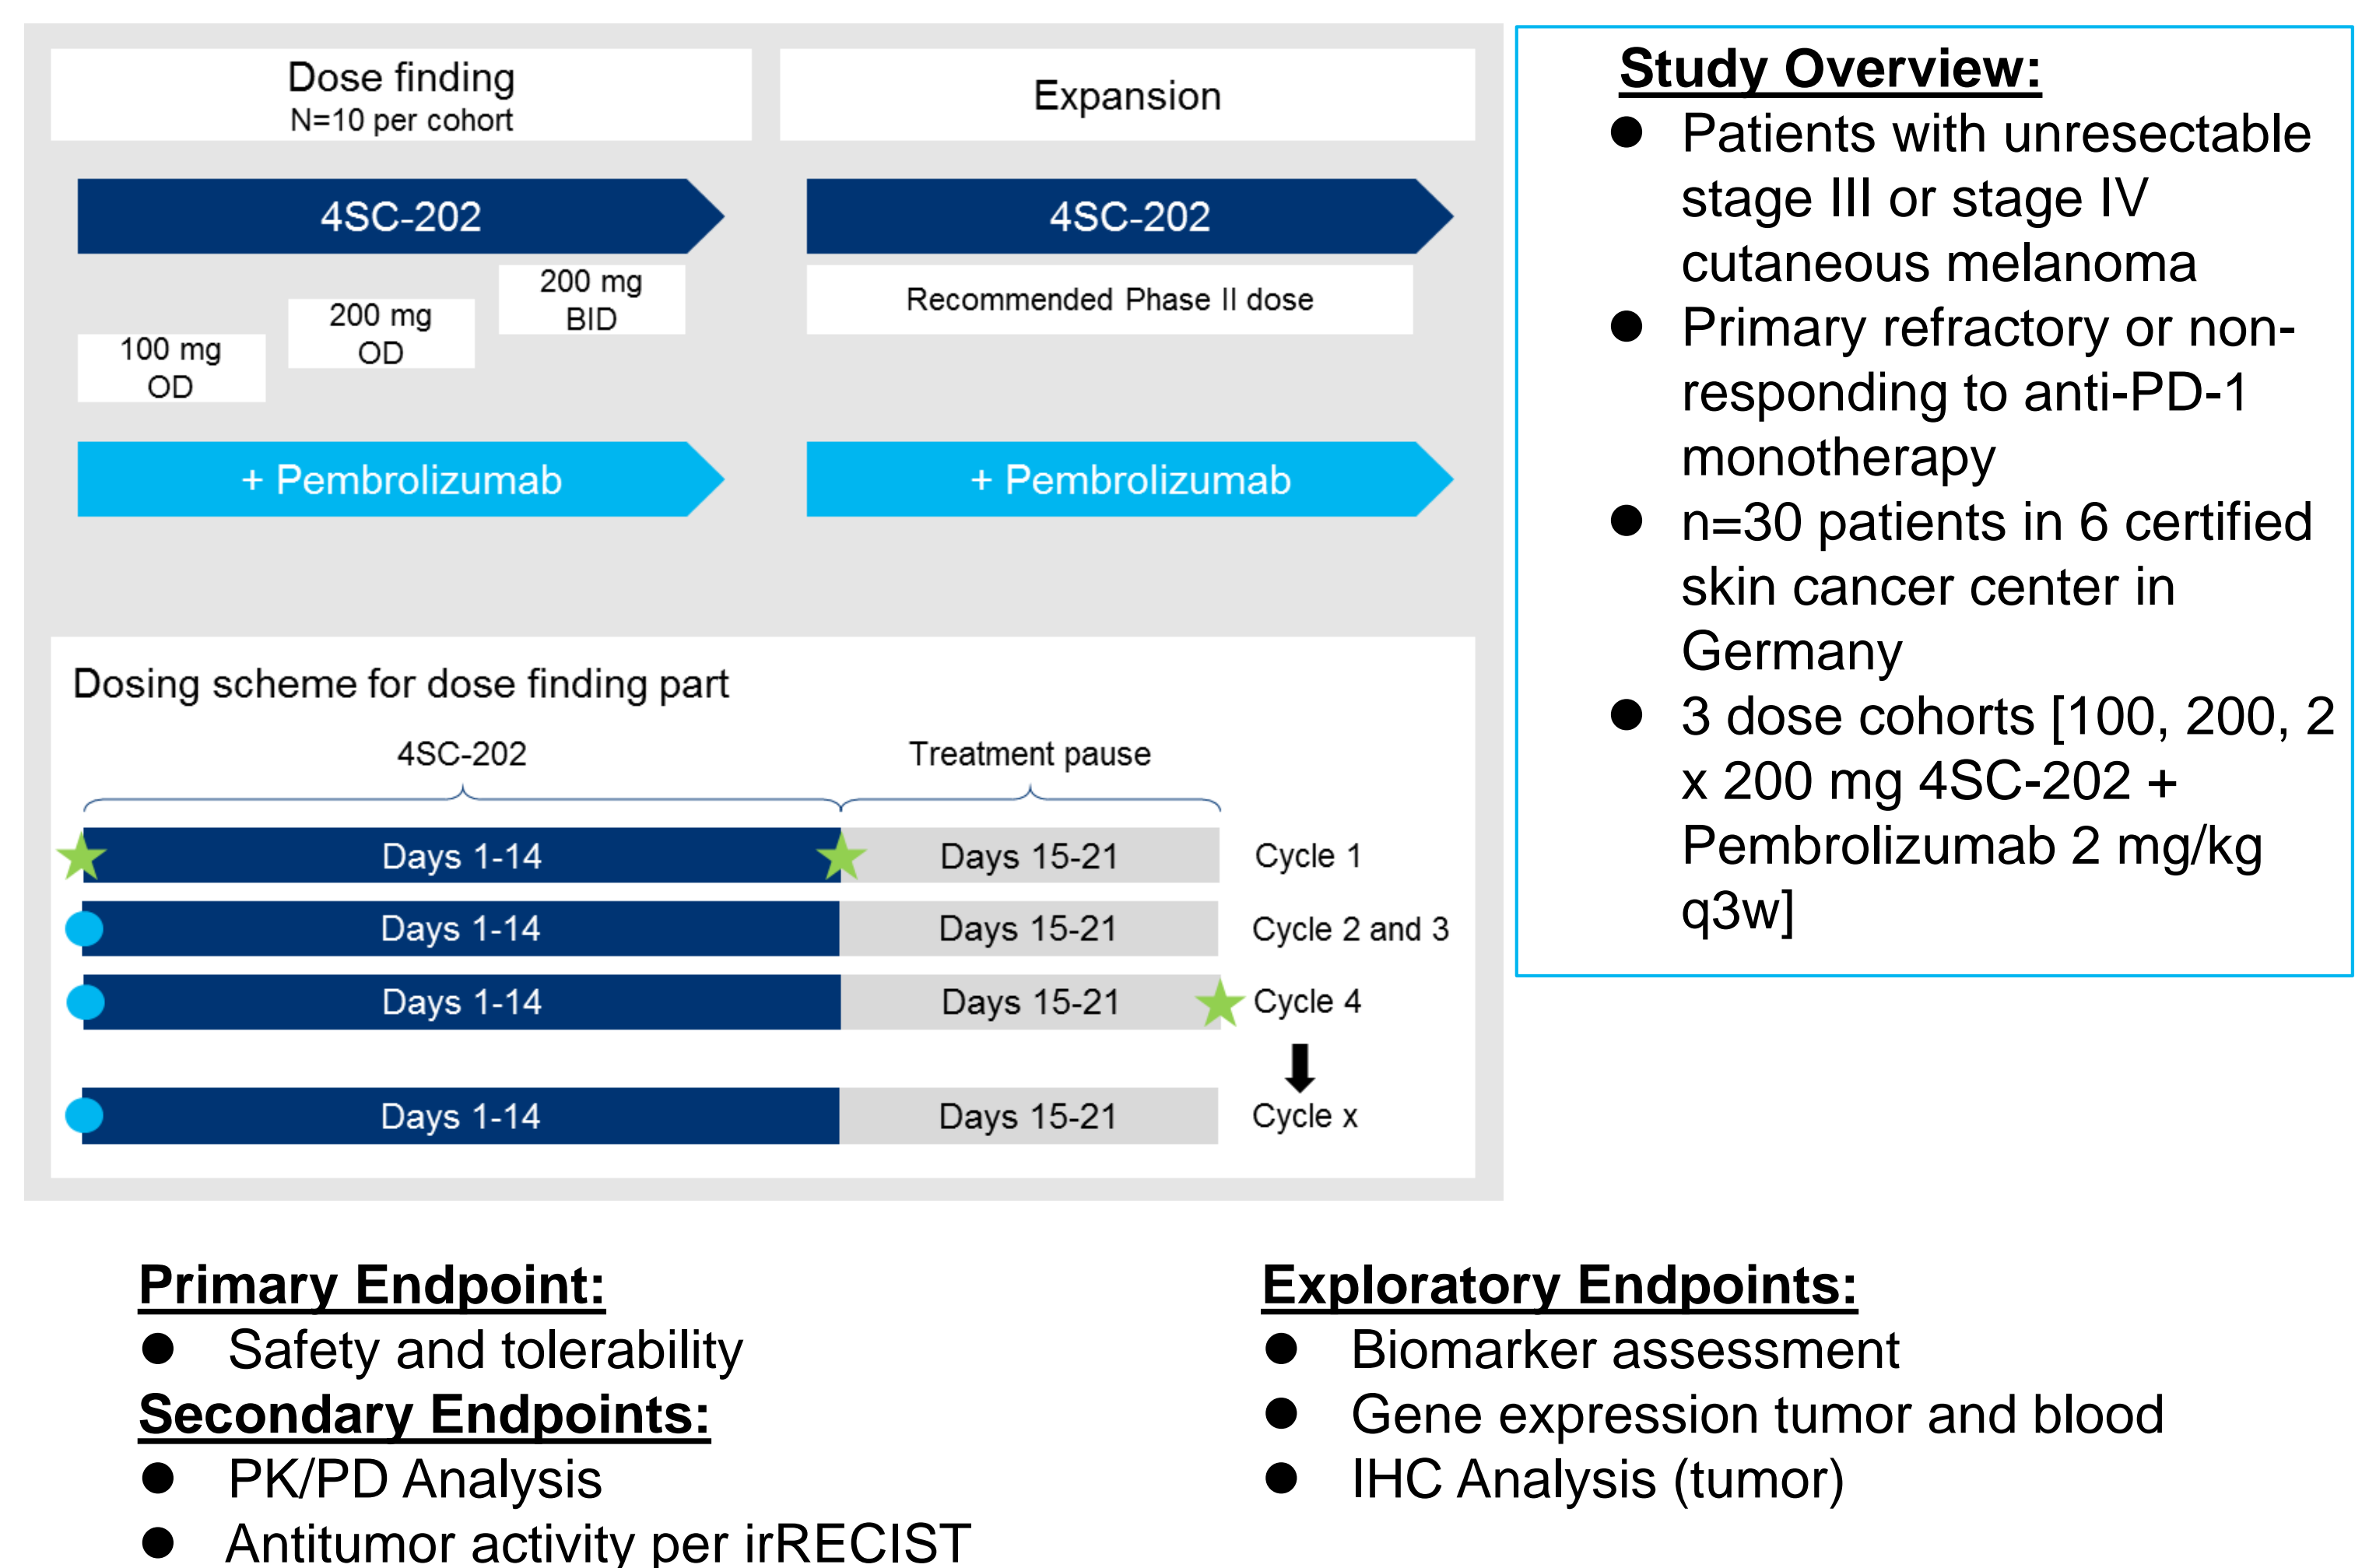 Dose finding
N=10 per cohort
Expansion
4SC-202
4SC-202
100 mg
OD
200 mg
OD
200 mg
BID
Recommended Phase II dose
+ Pembrolizumab
+ Pembrolizumab
Dosing scheme for dose finding part
4SC-202
Treatment pause
Days 1-14
Days 15-21
Cycle 1
Days 1-14
Days 15-21
Cycle 2 and 3
Days 1-14
Days 15-21
Cycle 4
Days 1-14
Days 15-21
Cycle x
Study Overview:
● Patients with unresectable
stage III or stage IV
cutaneous melanoma
● Primary refractory or non-
responding to anti-PD-1
monotherapy
● n=30 patients in 6 certified
skin cancer center in
Germany
● 3 dose cohorts [100, 200, 2
x 200 mg 4SC-202 +
Pembrolizumab 2 mg/kg
q3w]
Primary Endpoint:
● Safety and tolerability
Secondary Endpoints:
● PK/PD Analysis
● Antitumor activity per irRECIST
Exploratory Endpoints:
● Biomarker assessment
● Gene expression tumor and blood
● IHC Analysis (tumor)